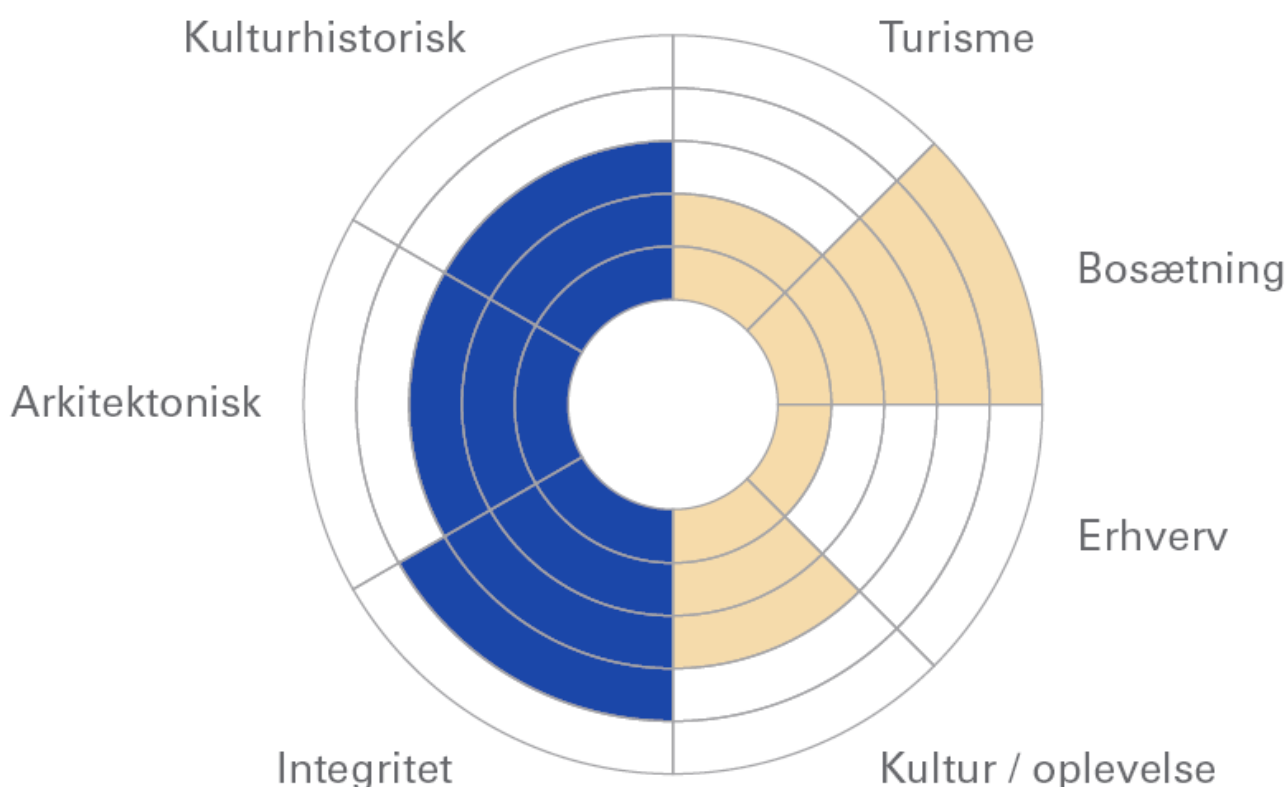 Kulturhistorisk
Turisme
Bosætning
Arkitektonisk
Erhverv
Integritet
Kultur / oplevelse